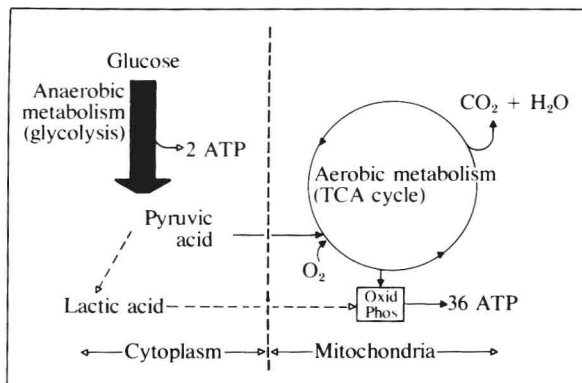 Glucose
Anaerobic
metabolism
(glycolysis)
2 ATP
Pyruvic
acid
Lactic acid
CO₂ + H₂O
Aerobic metabolism
(TCA cycle)
O₂
Oxid
Phos
36 ATP
Cytoplasm
Mitochondria